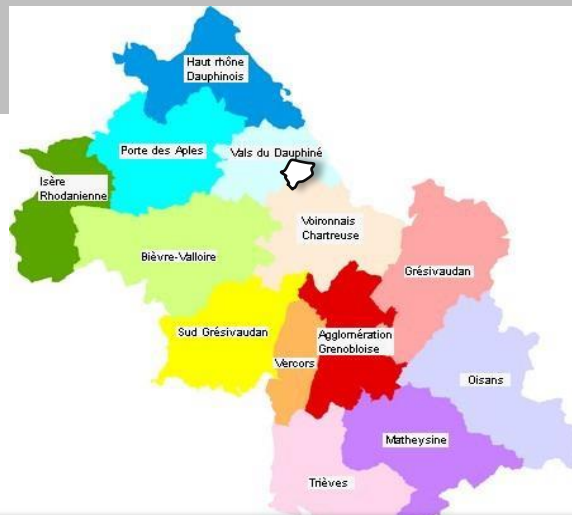 Haut rhône
Dauphinois
Porte des Aples
Vals du Dauphiné
Isère
Rhodanienne
Voironnais
Chartreuse
Bièvre-Valloire
Grésivaudan
Sud Grésivaudan
Agglomération
Grenobloise
Vercors
Oisans
Matheysine
Trièves